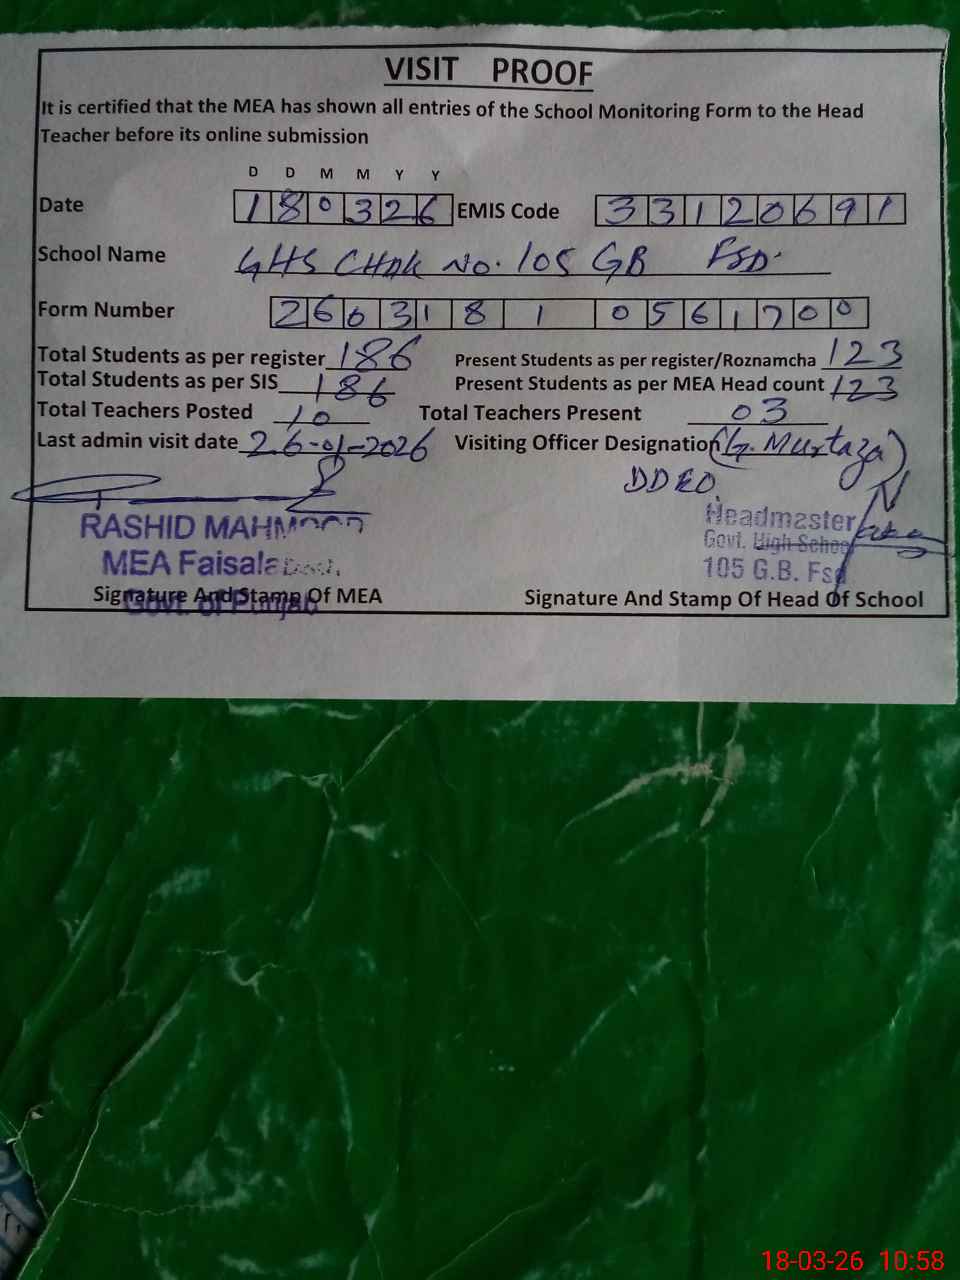 VISIT PROOF
It is certified that the MEA has shown all entries of the School Monitoring Form to the Head
Teacher before its online submission
D D M M Y Y
Date 180326 EMIS Code 33120691
School Name GHS CHAK No. 105 GB FSD.
Form Number 26031810561700
Total Students as per register 186 Present Students as per register/Roznamcha 123
Total Students as per SIS 186 Present Students as per MEA Head count 123
Total Teachers Posted 10 Total Teachers Present 03
Last admin visit date 26-01-2026 Visiting Officer Designation (G. Murtaza)
DDEO
RASHID MAHMOOD
MEA Faisalabad.
Govt. of Punjab
Signature And Stamp Of MEA
Headmaster
Govt. High School
105 G.B. Fsd
Signature And Stamp Of Head Of School
18-03-26 10:58